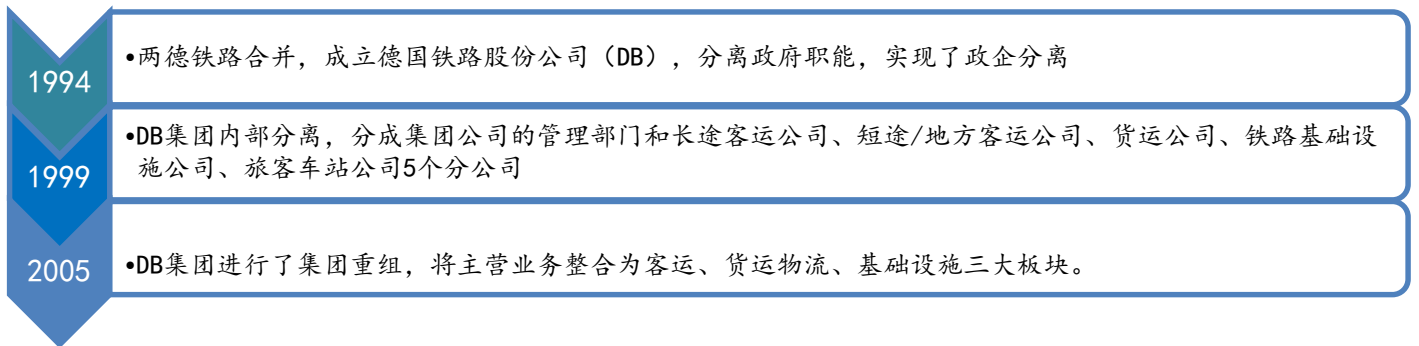 1994
•两德铁路合并，成立德国铁路股份公司（DB），分离政府职能，实现了政企分离
1999
•DB集团内部分离，分成集团公司的管理部门和长途客运公司、短途/地方客运公司、货运公司、铁路基础设
施公司、旅客车站公司5个分公司
2005
•DB集团进行了集团重组，将主营业务整合为客运、货运物流、基础设施三大板块。